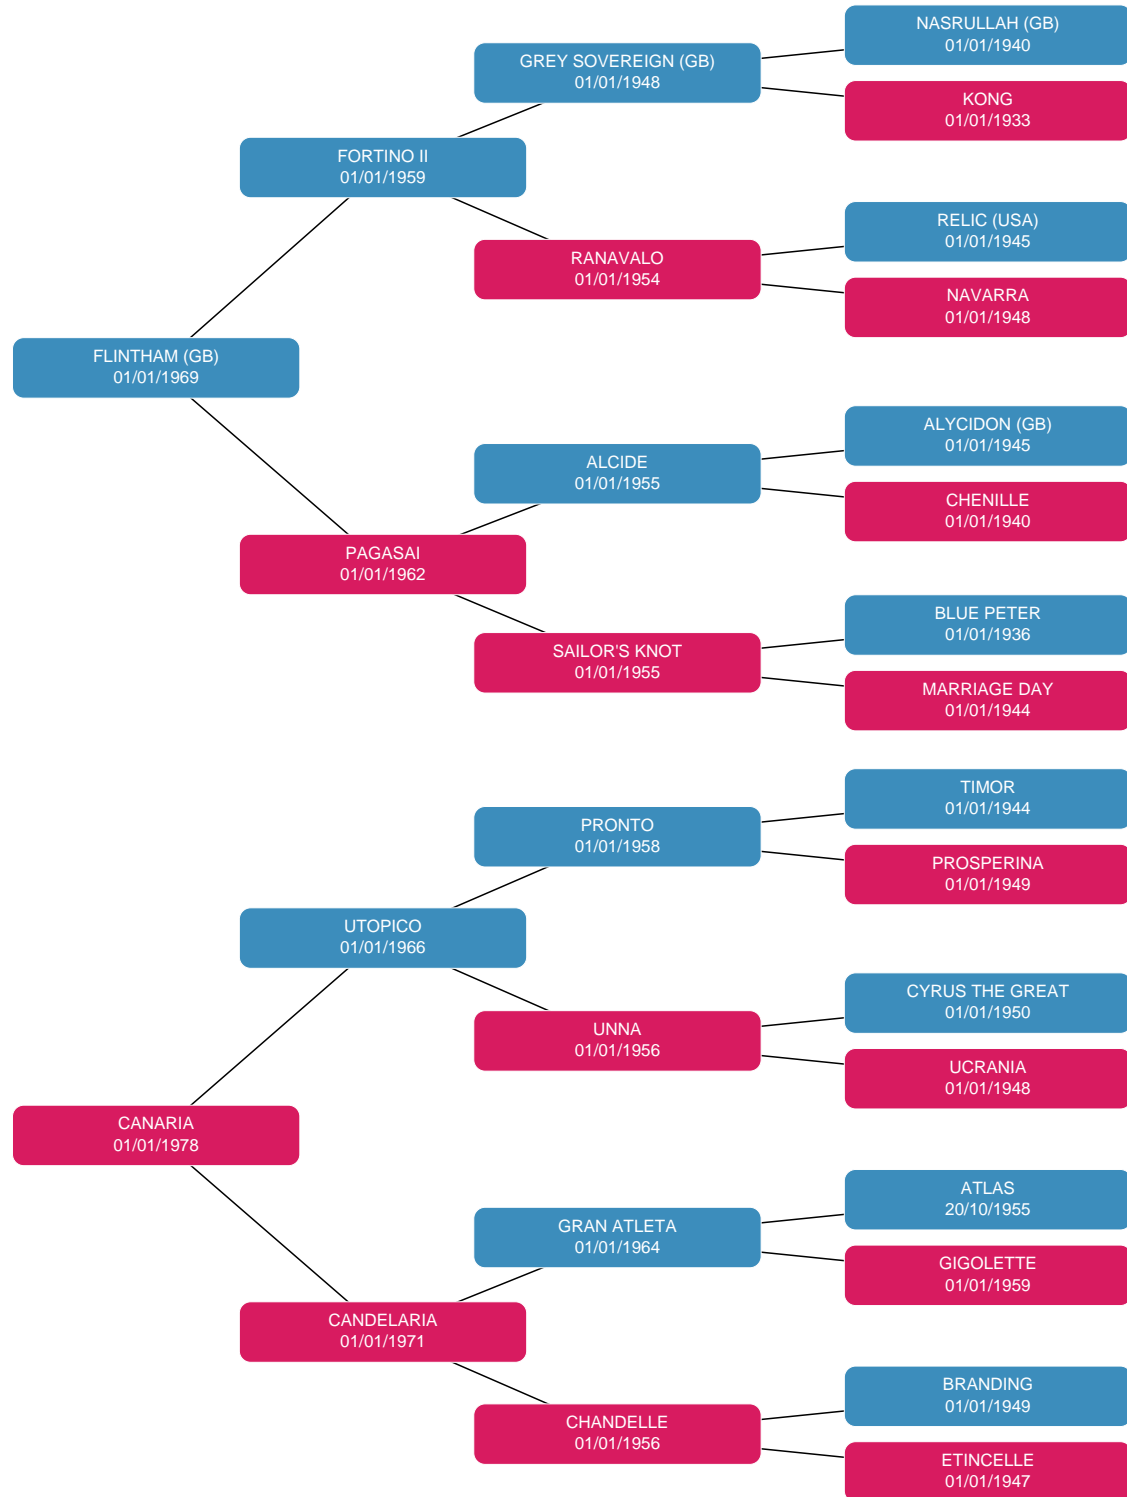 NASRULLAH (GB)
01/01/1940
GREY SOVEREIGN (GB)
01/01/1948
KONG
01/01/1933
FORTINO II
01/01/1959
RELIC (USA)
01/01/1945
RANAVALO
01/01/1954
NAVARRA
01/01/1948
FLINTHAM (GB)
01/01/1969
ALYCIDON (GB)
01/01/1945
ALCIDE
01/01/1955
CHENILLE
01/01/1940
PAGASAI
01/01/1962
BLUE PETER
01/01/1936
SAILOR'S KNOT
01/01/1955
MARRIAGE DAY
01/01/1944
TIMOR
01/01/1944
PRONTO
01/01/1958
PROSPERINA
01/01/1949
UTOPICO
01/01/1966
CYRUS THE GREAT
01/01/1950
UNNA
01/01/1956
UCRANIA
01/01/1948
CANARIA
01/01/1978
ATLAS
20/10/1955
GRAN ATLETA
01/01/1964
GIGOLETTE
01/01/1959
CANDELARIA
01/01/1971
BRANDING
01/01/1949
CHANDELLE
01/01/1956
ETINCELLE
01/01/1947